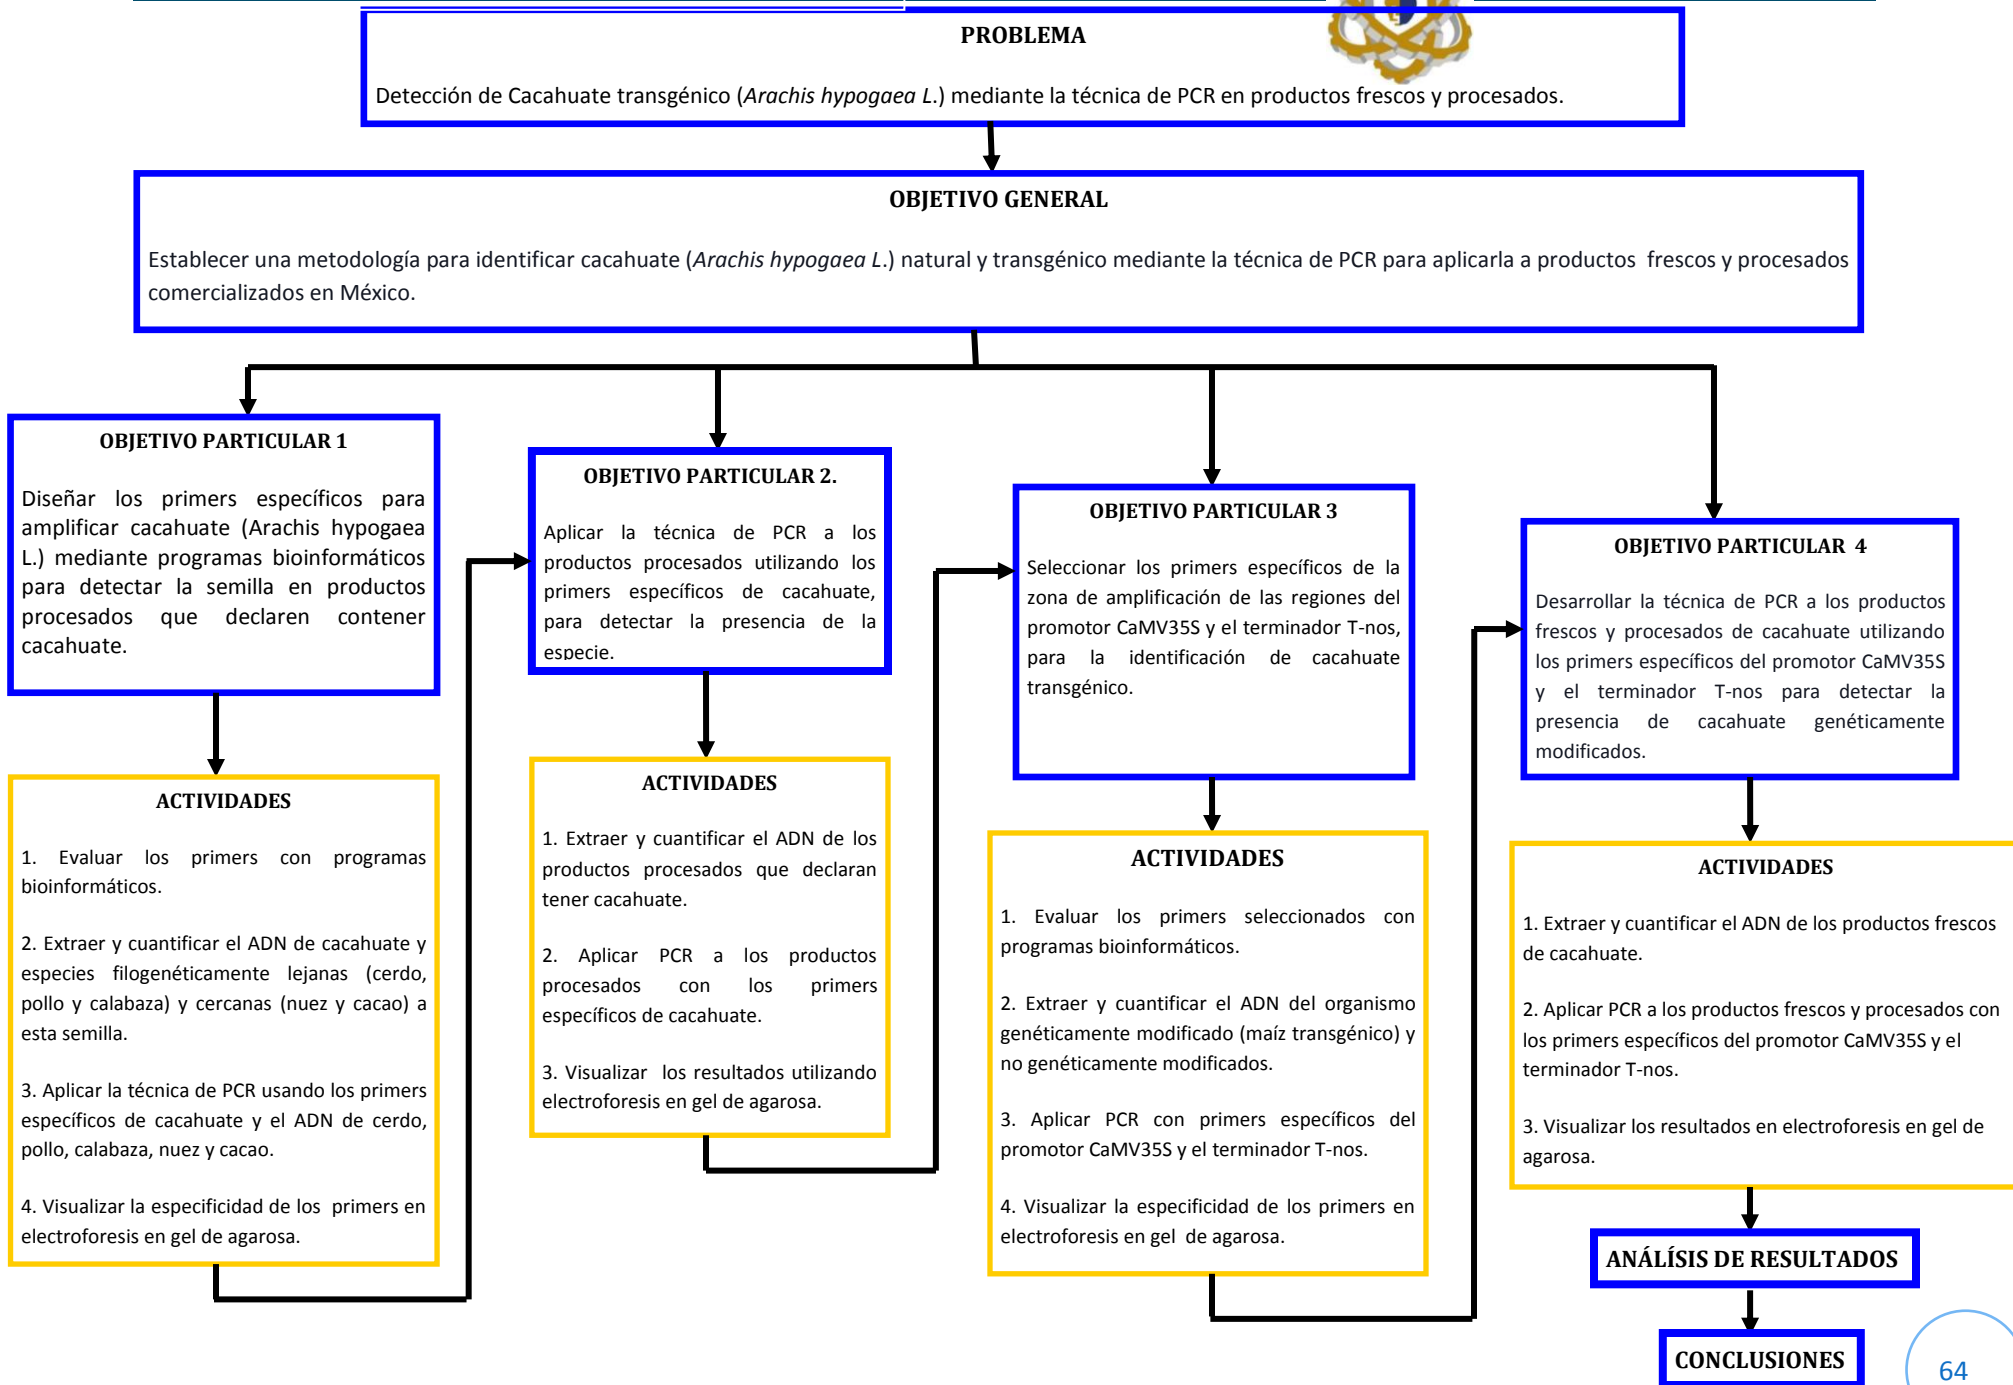 PROBLEMA
Detección de Cacahuate transgénico (Arachis hypogaea L.) mediante la técnica de PCR en productos frescos y procesados.
OBJETIVO GENERAL
Establecer una metodología para identificar cacahuate (Arachis hypogaea L.) natural y transgénico mediante la técnica de PCR para aplicarla a productos frescos y procesados
comercializados en México.
OBJETIVO PARTICULAR 1
Diseñar los primers específicos para
amplificar cacahuate (Arachis hypogaea
L.) mediante programas bioinformáticos
para detectar la semilla en productos
procesados que declaren contener
cacahuate.
ACTIVIDADES
1. Evaluar los primers con programas
bioinformáticos.
2. Extraer y cuantificar el ADN de cacahuate y
especies filogenéticamente lejanas (cerdo,
pollo y calabaza) y cercanas (nuez y cacao) a
esta semilla.
3. Aplicar la técnica de PCR usando los primers
específicos de cacahuate y el ADN de cerdo,
pollo, calabaza, nuez y cacao.
4. Visualizar la especificidad de los primers en
electroforesis en gel de agarosa.
OBJETIVO PARTICULAR 2.
Aplicar la técnica de PCR a los
productos procesados utilizando los
primers específicos de cacahuate,
para detectar la presencia de la
especie.
ACTIVIDADES
1. Extraer y cuantificar el ADN de los
productos procesados que declaran
tener cacahuate.
2. Aplicar PCR a los productos
procesados con los primers
específicos de cacahuate.
3. Visualizar los resultados utilizando
electroforesis en gel de agarosa.
OBJETIVO PARTICULAR 3
Seleccionar los primers específicos de la
zona de amplificación de las regiones del
promotor CaMV35S y el terminador T-nos,
para la identificación de cacahuate
transgénico.
ACTIVIDADES
1. Evaluar los primers seleccionados con
programas bioinformáticos.
2. Extraer y cuantificar el ADN del organismo
genéticamente modificado (maíz transgénico) y
no genéticamente modificados.
3. Aplicar PCR con primers específicos del
promotor CaMV35S y el terminador T-nos.
4. Visualizar la especificidad de los primers en
electroforesis en gel de agarosa.
OBJETIVO PARTICULAR 4
Desarrollar la técnica de PCR a los productos
frescos y procesados de cacahuate utilizando
los primers específicos del promotor CaMV35S
y el terminador T-nos para detectar la
presencia de cacahuate genéticamente
modificados.
ACTIVIDADES
1. Extraer y cuantificar el ADN de los productos frescos
de cacahuate.
2. Aplicar PCR a los productos frescos y procesados con
los primers específicos del promotor CaMV35S y el
terminador T-nos.
3. Visualizar los resultados en electroforesis en gel de
agarosa.
ANÁLÍSIS DE RESULTADOS
CONCLUSIONES
64